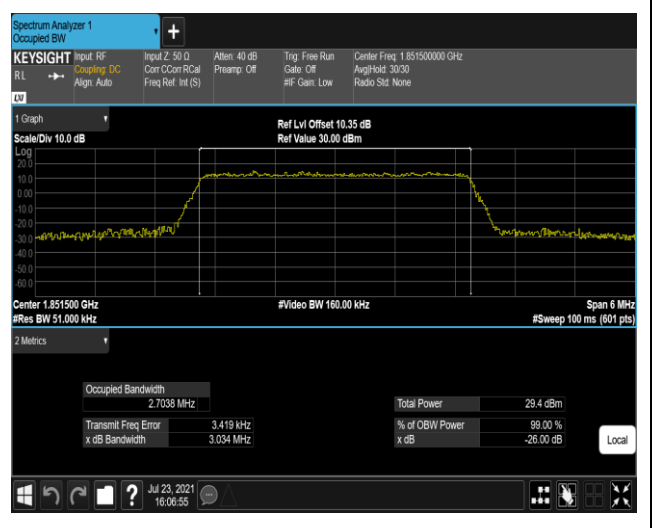 Spectrum Analyzer 1
Occupied BW
+
KEYSIGHT Input: RF Input Z: 50 Ω Atten: 40 dB Trig: Free Run Center Freq: 1.851500000 GHz
RL Coupling: DC Corr CCorr RCal Preamp: Off Gate: Off Avg|Hold: 30/30
Align: Auto Freq Ref: Int (S) #IF Gain: Low Radio Std: None
LXI
1 Graph
Ref Lvl Offset 10.35 dB
Scale/Div 10.0 dB Ref Value 30.00 dBm
Log
20.0
10.0
0.00
-10.0
-20.0
-30.0
-40.0
-50.0
-60.0
Center 1.851500 GHz #Video BW 160.00 kHz Span 6 MHz
#Res BW 51.000 kHz #Sweep 100 ms (601 pts)
2 Metrics
Occupied Bandwidth
2.7038 MHz Total Power 29.4 dBm
Transmit Freq Error 3.419 kHz % of OBW Power 99.00 %
x dB Bandwidth 3.034 MHz x dB -26.00 dB
Local
? Jul 23, 2021
16:06:55